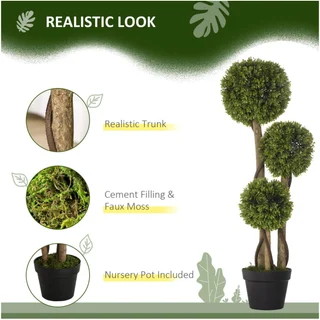 REALISTIC LOOK
Realistic Trunk
Cement Filling &
Faux Moss
Nursery Pot Included